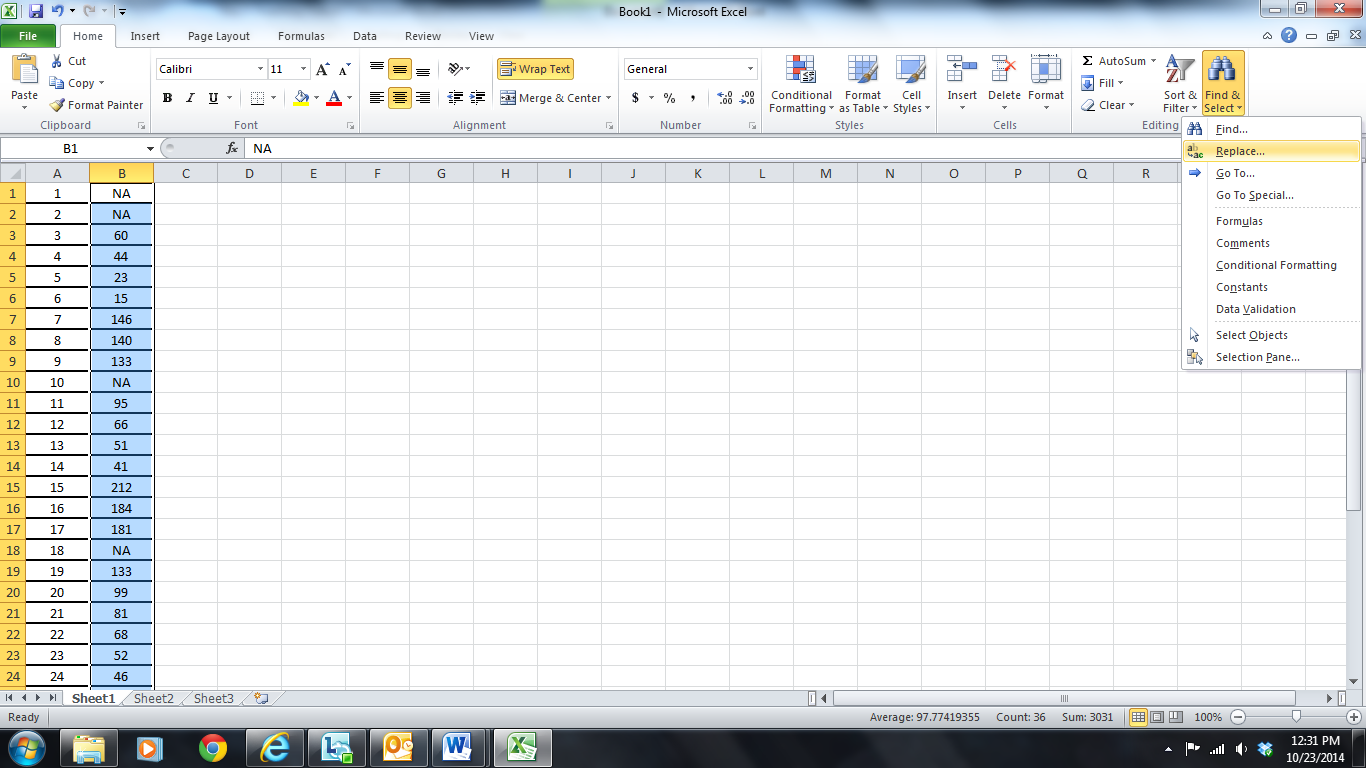 Book1 - Microsoft Excel
File Home Insert Page Layout Formulas Data Review View
Paste
Cut
Copy
Format Painter
Clipboard
Calibri 11
B I U
Font
Wrap Text
Merge & Center
Alignment
General
$ % ,
Number
Conditional Formatting
Format as Table
Cell Styles
Styles
Insert Delete Format
Cells
Σ AutoSum
Fill
Clear
Sort & Filter
Find & Select
Editing
B1 fx NA
A B C D E F G H I J K L M N O P Q R
1 1 NA
2 2 NA
3 3 60
4 4 44
5 5 23
6 6 15
7 7 146
8 8 140
9 9 133
10 10 NA
11 11 95
12 12 66
13 13 51
14 14 41
15 15 212
16 16 184
17 17 181
18 18 NA
19 19 133
20 20 99
21 21 81
22 22 68
23 23 52
24 24 46
Find...
Replace...
Go To...
Go To Special...
Formulas
Comments
Conditional Formatting
Constants
Data Validation
Select Objects
Selection Pane...
Sheet1 Sheet2 Sheet3
Ready Average: 97.77419355 Count: 36 Sum: 3031 100%
12:31 PM
10/23/2014